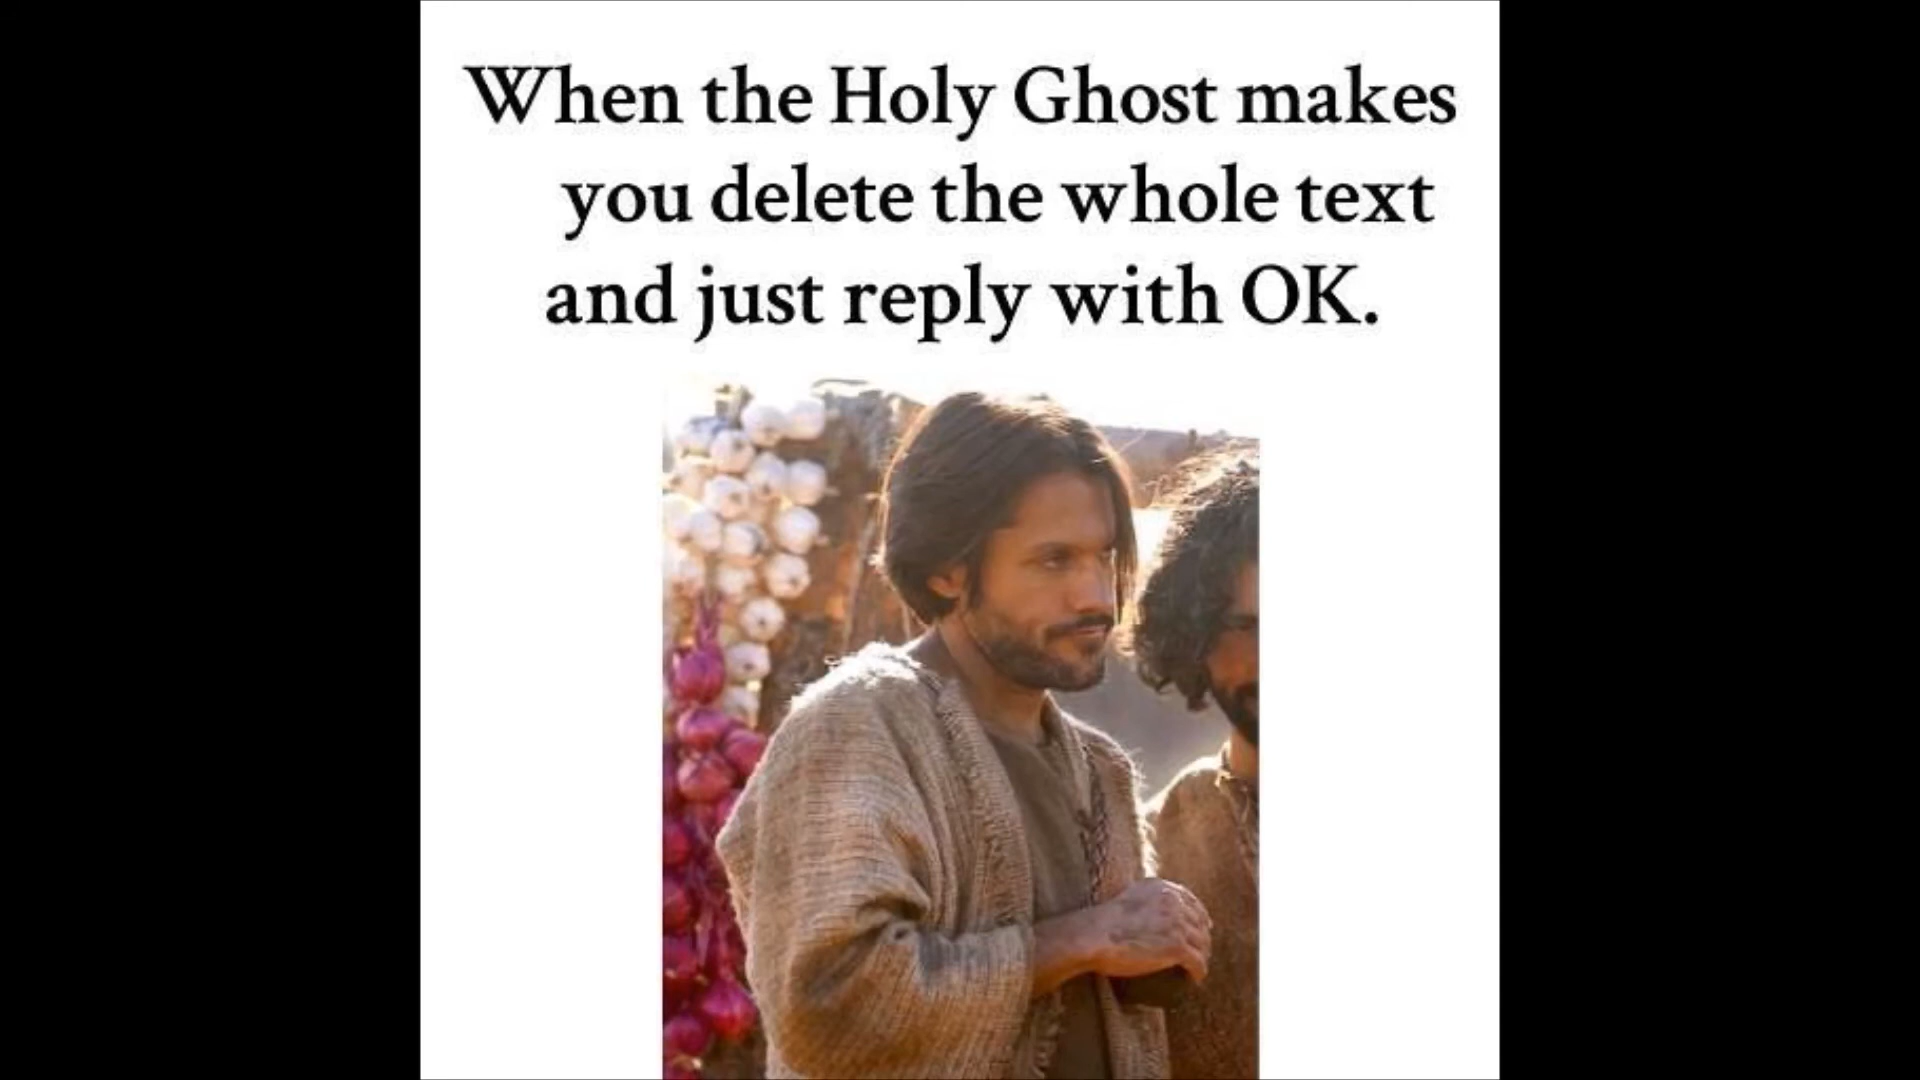 When the Holy Ghost makes
you delete the whole text
and just reply with OK.